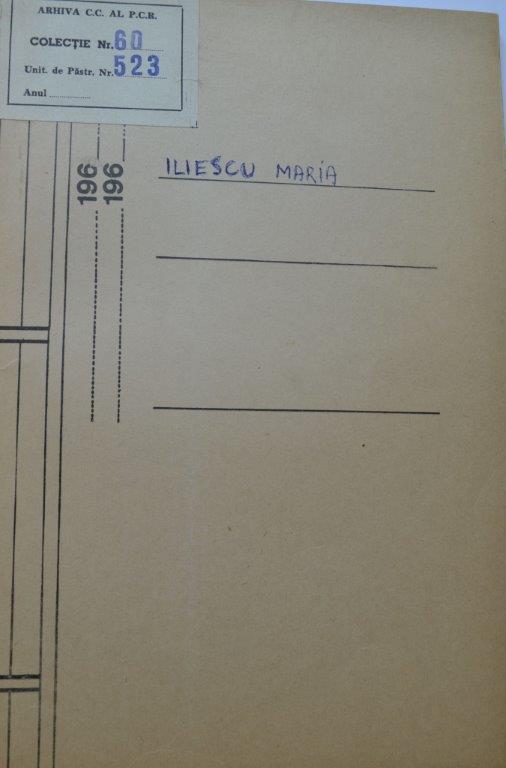 ARHIVA C.C. AL P.C.R.
COLECȚIE Nr. 60
Unit. de Păstr. Nr. 523
Anul
196
196
ILIESCU MARIA